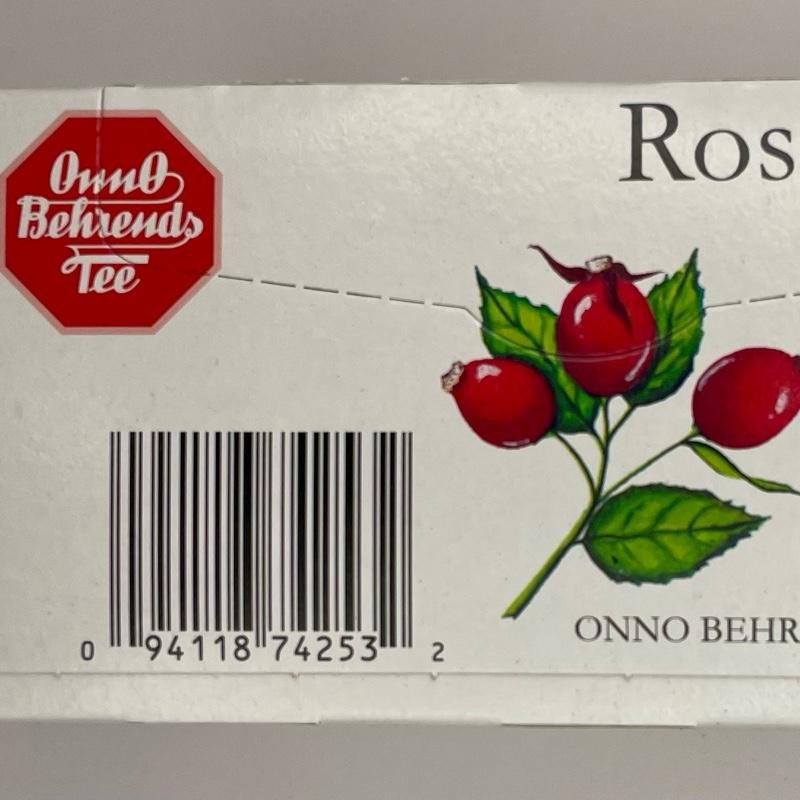 OnnO
Behrends
Tee
Ros
ONNO BEHR
0 94118 74253 2